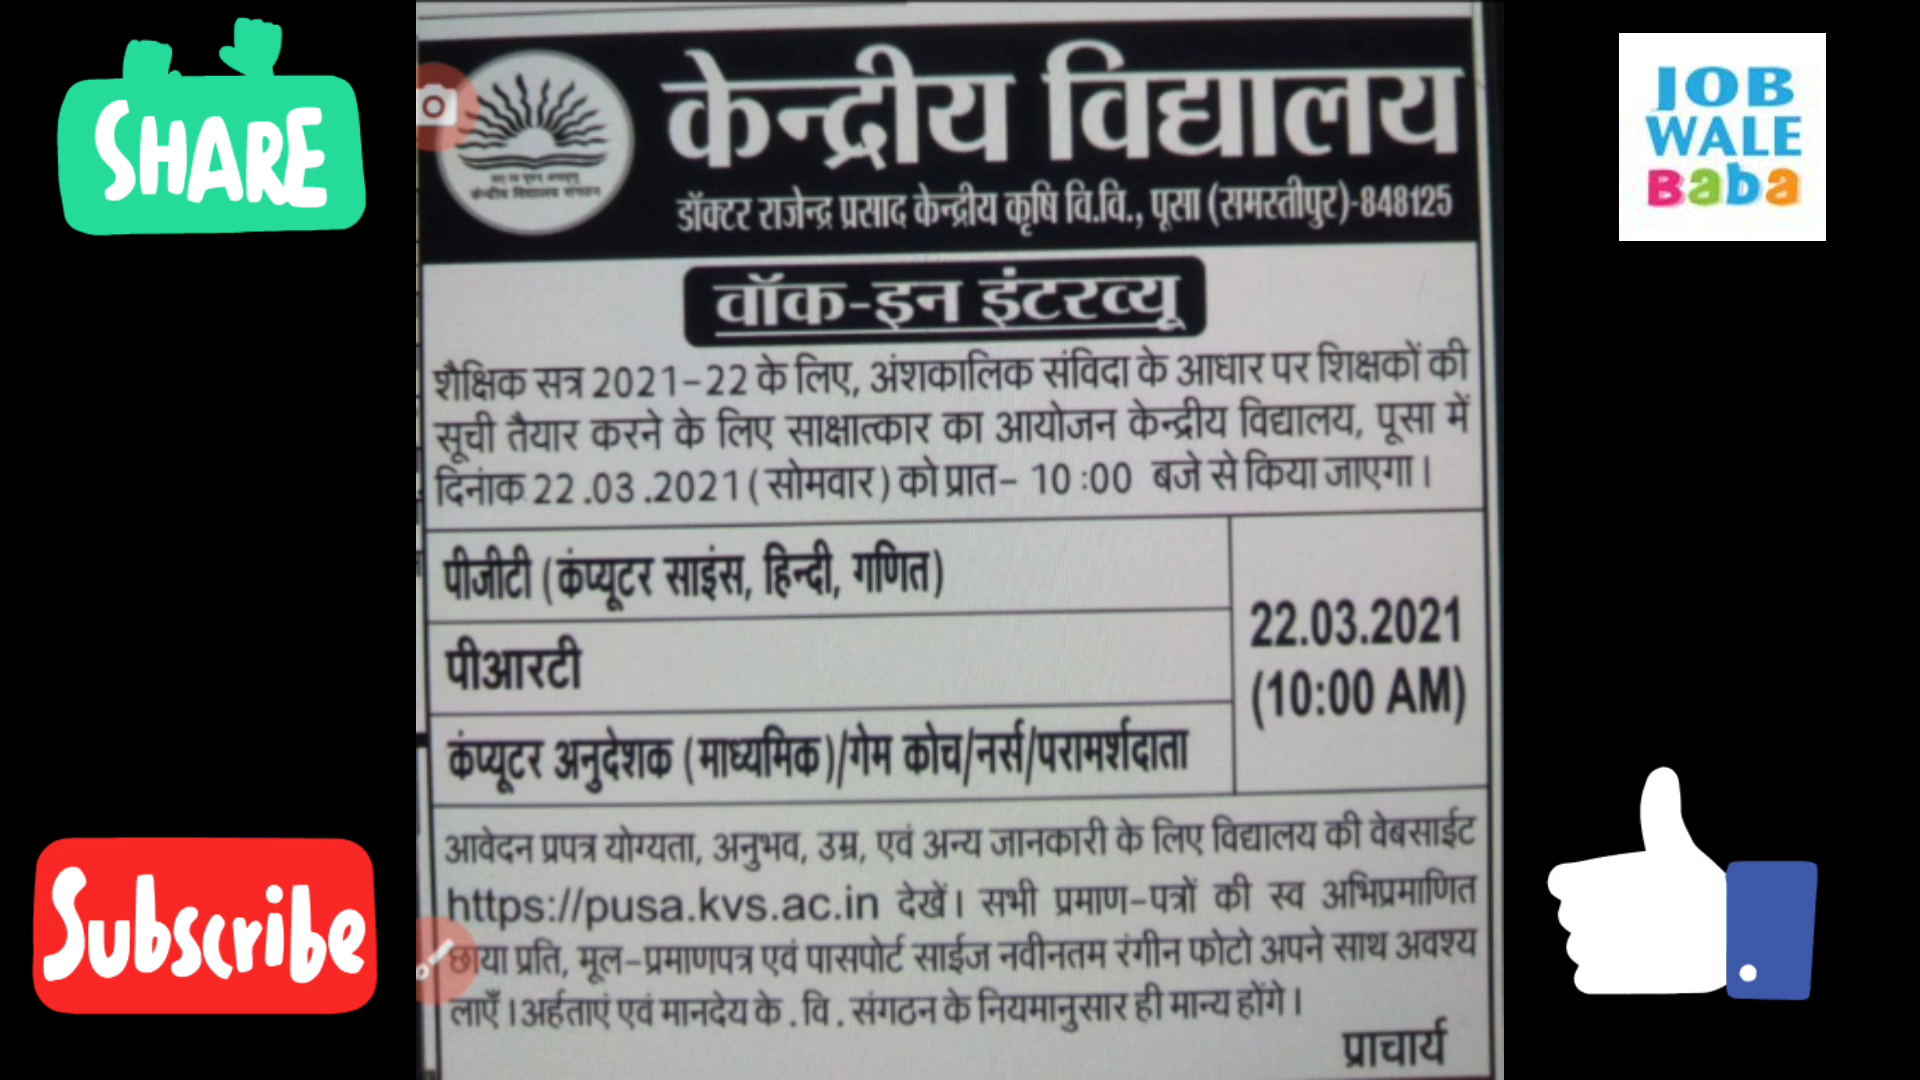 SHARE
JOB
WALE
Baba
केन्द्रीय विद्यालय
डॉक्टर राजेन्द्र प्रसाद केन्द्रीय कृषि वि.वि., पूसा (समस्तीपुर)-848125
केन्द्रीय विद्यालय संगठन
वॉक-इन इंटरव्यू
शैक्षिक सत्र 2021-22 के लिए, अंशकालिक संविदा के आधार पर शिक्षकों की
सूची तैयार करने के लिए साक्षात्कार का आयोजन केन्द्रीय विद्यालय, पूसा में
दिनांक 22.03.2021 (सोमवार) को प्रात- 10:00 बजे से किया जाएगा।
पीजीटी (कंप्यूटर साइंस, हिन्दी, गणित)
पीआरटी
कंप्यूटर अनुदेशक (माध्यमिक)/गेम कोच/नर्स/परामर्शदाता
22.03.2021
(10:00 AM)
आवेदन प्रपत्र योग्यता, अनुभव, उम्र, एवं अन्य जानकारी के लिए विद्यालय की वेबसाईट
https://pusa.kvs.ac.in देखें। सभी प्रमाण-पत्रों की स्व अभिप्रमाणित
छाया प्रति, मूल-प्रमाणपत्र एवं पासपोर्ट साईज नवीनतम रंगीन फोटो अपने साथ अवश्य
लाएँ। अर्हताएं एवं मानदेय के. वि. संगठन के नियमानुसार ही मान्य होंगे।
प्राचार्य
Subscribe